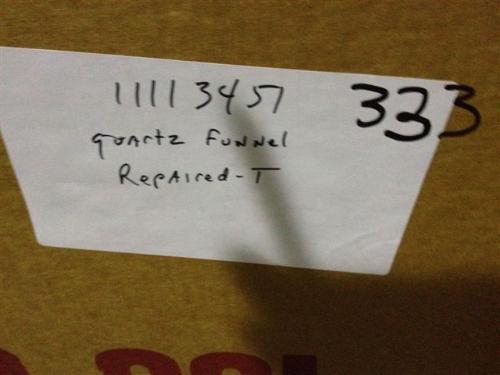 11113457
quartz Funnel
Repaired-T
333